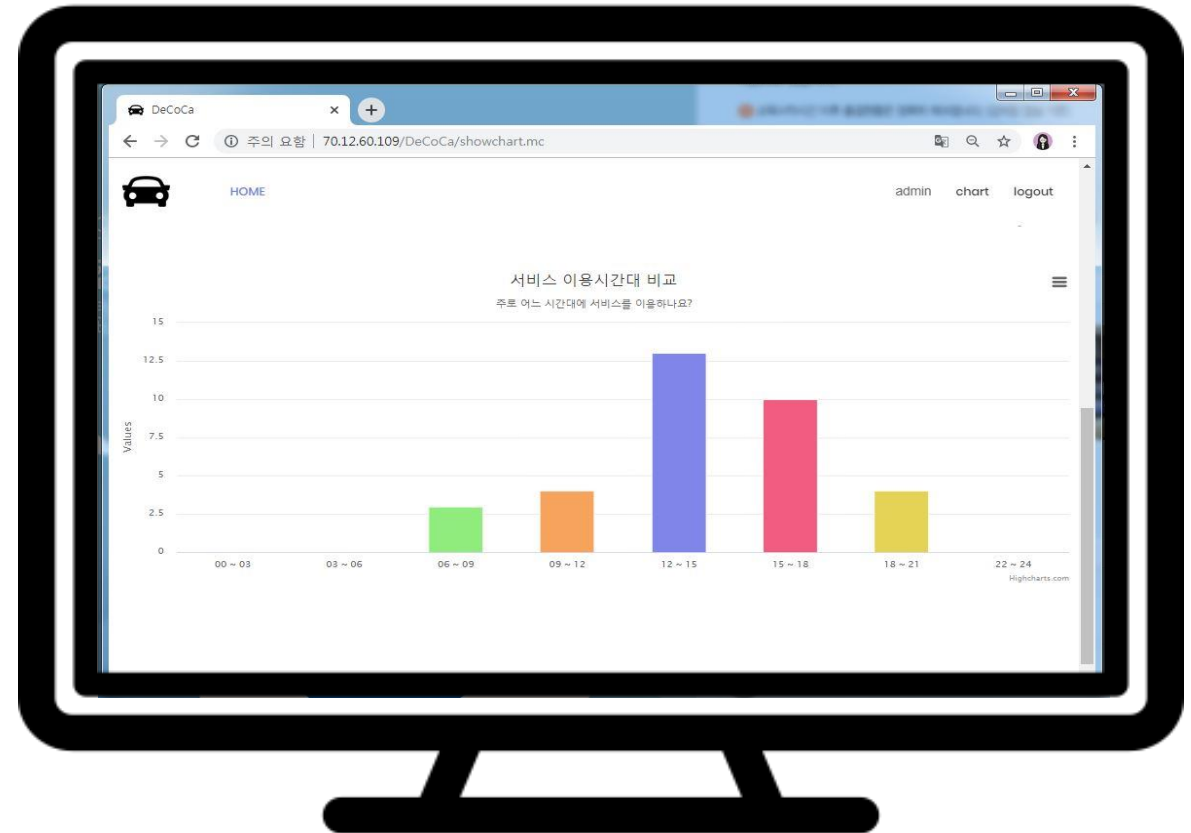 DeCoCa
주의 요함 | 70.12.60.109/DeCoCa/showchart.mc
HOME
admin chart logout
서비스 이용시간대 비교
주로 어느 시간대에 서비스를 이용하나요?
Values
15
12.5
10
7.5
5
2.5
0
00 ~ 03 03 ~ 06 06 ~ 09 09 ~ 12 12 ~ 15 15 ~ 18 18 ~ 21 22 ~ 24
Highcharts.com